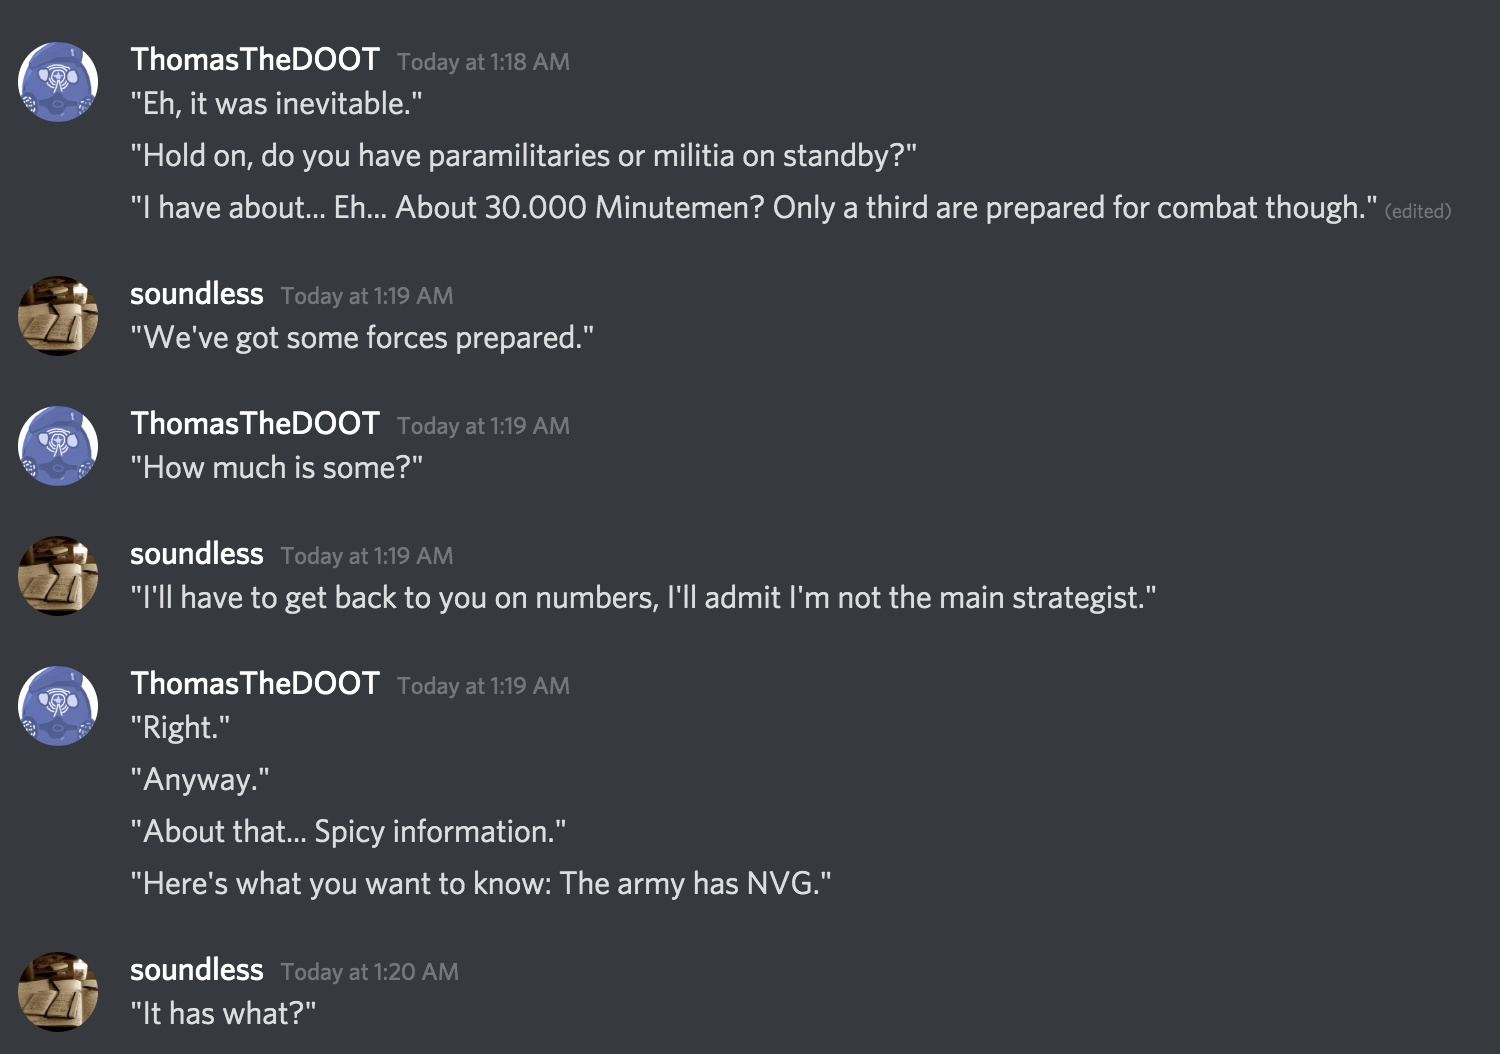 ThomasTheDOOT Today at 1:18 AM
"Eh, it was inevitable."
"Hold on, do you have paramilitaries or militia on standby?"
"I have about... Eh... About 30.000 Minutemen? Only a third are prepared for combat though." (edited)
soundless Today at 1:19 AM
"We've got some forces prepared."
ThomasTheDOOT Today at 1:19 AM
"How much is some?"
soundless Today at 1:19 AM
"I'll have to get back to you on numbers, I'll admit I'm not the main strategist."
ThomasTheDOOT Today at 1:19 AM
"Right."
"Anyway."
"About that... Spicy information."
"Here's what you want to know: The army has NVG."
soundless Today at 1:20 AM
"It has what?"